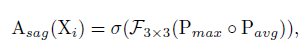 A_{sag}(X_i) = σ(ℱ_{3×3}(P_{max} ∘ P_{avg})),